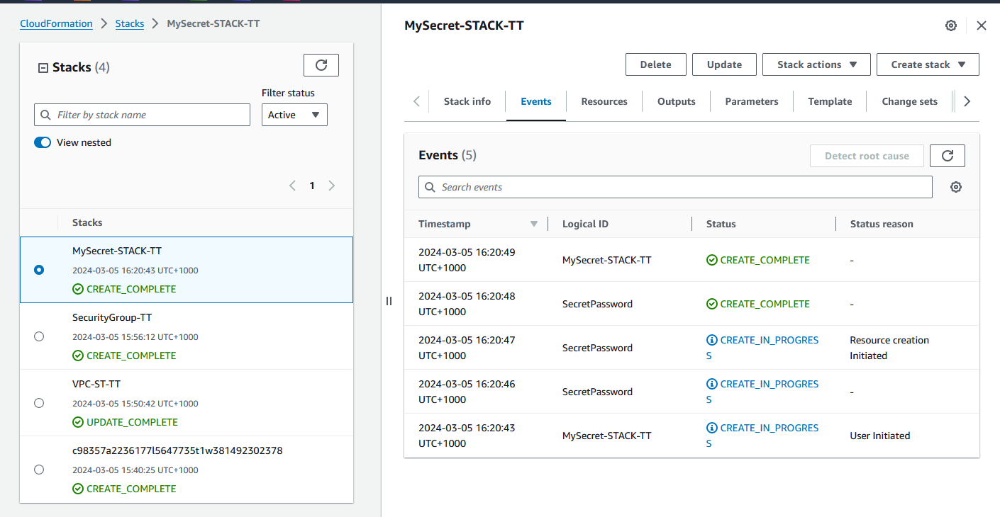 CloudFormation
Stacks
MySecret-STACK-TT
Stacks (4)
Filter status
Filter by stack name
Active
View nested
1
Stacks
MySecret-STACK-TT
2024-03-05 16:20:43 UTC+1000
CREATE_COMPLETE
SecurityGroup-TT
2024-03-05 15:56:12 UTC+1000
CREATE_COMPLETE
VPC-ST-TT
2024-03-05 15:50:42 UTC+1000
UPDATE_COMPLETE
c98357a2236177l5647735t1w381492302378
2024-03-05 15:40:25 UTC+1000
CREATE_COMPLETE
MySecret-STACK-TT
Delete
Update
Stack actions
Create stack
Stack info
Events
Resources
Outputs
Parameters
Template
Change sets
Events (5)
Detect root cause
Search events
Timestamp
Logical ID
Status
Status reason
2024-03-05 16:20:49
UTC+1000
MySecret-STACK-TT
CREATE_COMPLETE
-
2024-03-05 16:20:48
UTC+1000
SecretPassword
CREATE_COMPLETE
-
2024-03-05 16:20:47
UTC+1000
SecretPassword
CREATE_IN_PROGRES
S
Resource creation
Initiated
2024-03-05 16:20:46
UTC+1000
SecretPassword
CREATE_IN_PROGRES
S
-
2024-03-05 16:20:43
UTC+1000
MySecret-STACK-TT
CREATE_IN_PROGRES
S
User Initiated